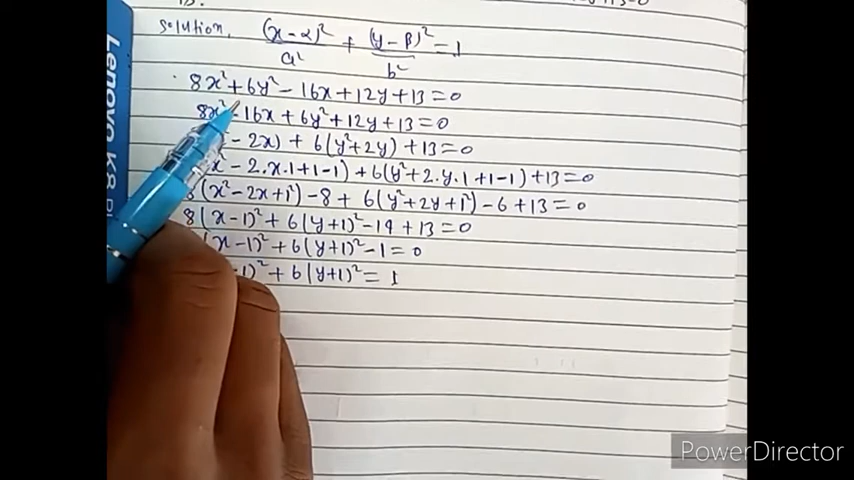 solution, (x-α)²/a² + (y-β)²/b² = 1
8x² + 6y² - 16x + 12y + 13 = 0
8x² - 16x + 6y² + 12y + 13 = 0
- 2x) + 6(y² + 2y) + 13 = 0
x² - 2.x.1 + 1 - 1) + 6(y² + 2.y.1 + 1 - 1) + 13 = 0
(x² - 2x + 1²) - 8 + 6(y² + 2y + 1²) - 6 + 13 = 0
8(x-1)² + 6(y+1)² - 14 + 13 = 0
(x-1)² + 6(y+1)² - 1 = 0
-1)² + 6(y+1)² = 1
Lenovo K8
PowerDirector